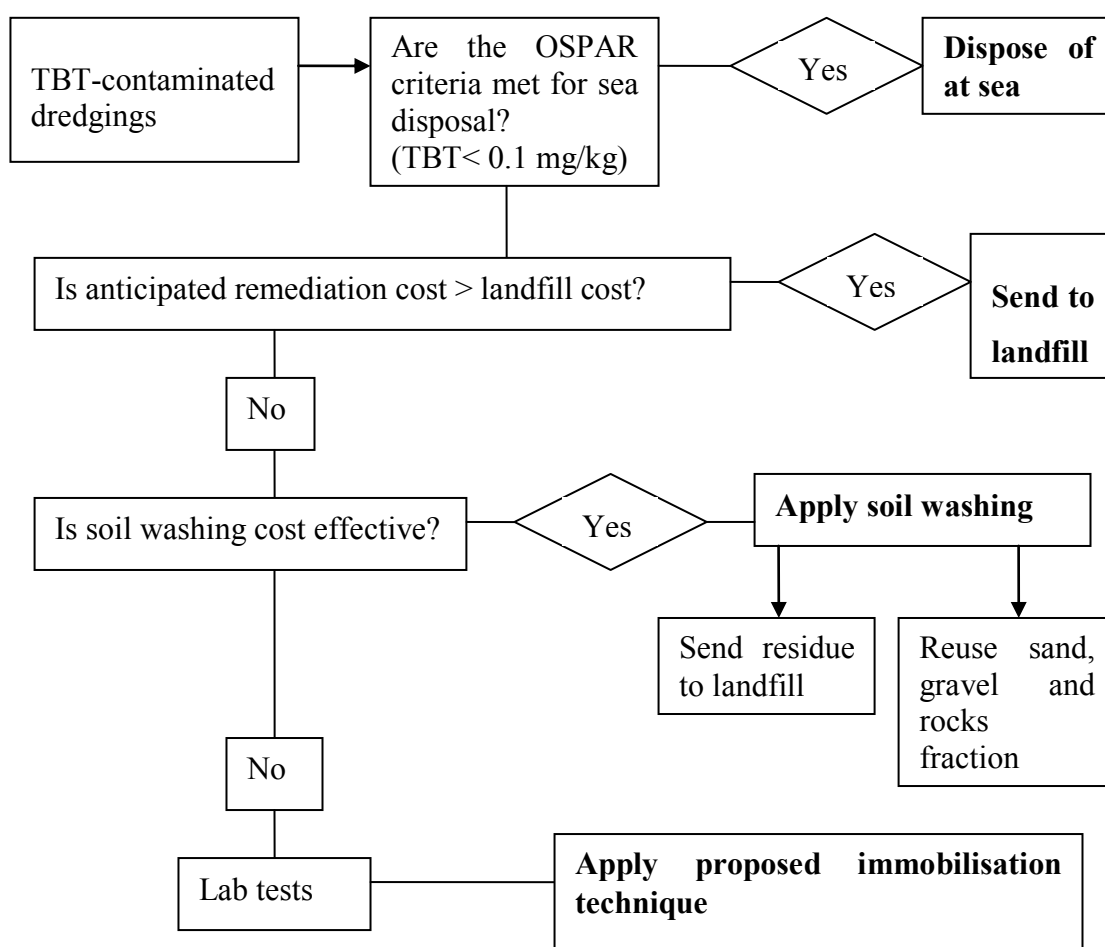 TBT-contaminated
dredgings
Are the OSPAR
criteria met for sea
disposal?
(TBT< 0.1 mg/kg)
Yes
Dispose of
at sea
Is anticipated remediation cost > landfill cost?
Yes
Send to
landfill
No
Is soil washing cost effective?
Yes
Apply soil washing
Send residue
to landfill
Reuse sand,
gravel and
rocks
fraction
No
Lab tests
Apply proposed immobilisation
technique